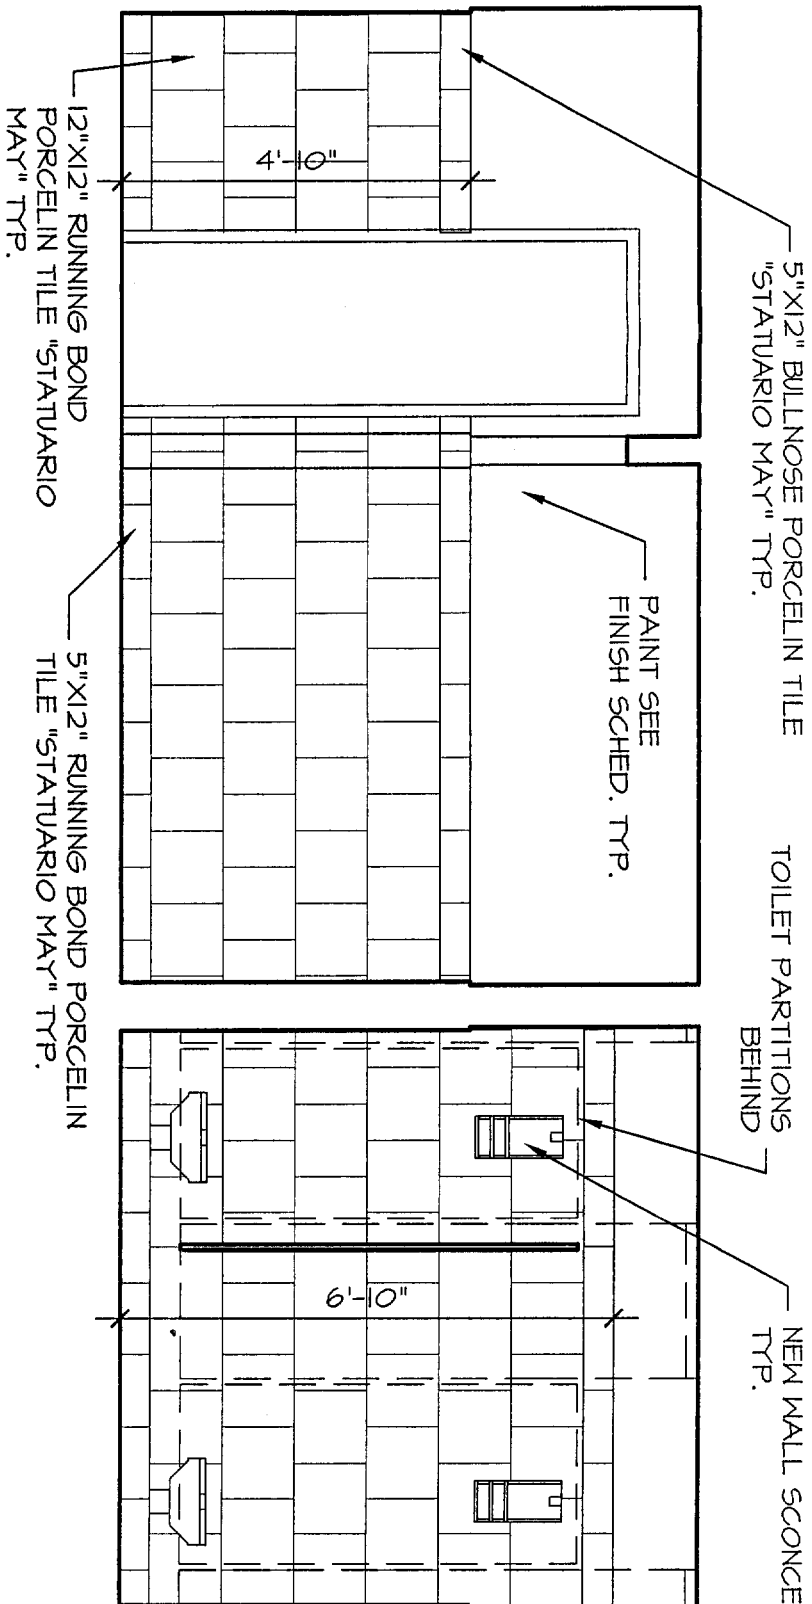 5"X12" BULLNOSE PORCELIN TILE
"STATUARIO MAY" TYP.
TOILET PARTITIONS
BEHIND
NEW WALL SCONCE
TYP.
PAINT SEE
FINISH SCHED. TYP.
4'-10"
6'-10"
12"X12" RUNNING BOND
PORCELIN TILE "STATUARIO
MAY" TYP.
5"X12" RUNNING BOND PORCELIN
TILE "STATUARIO MAY" TYP.